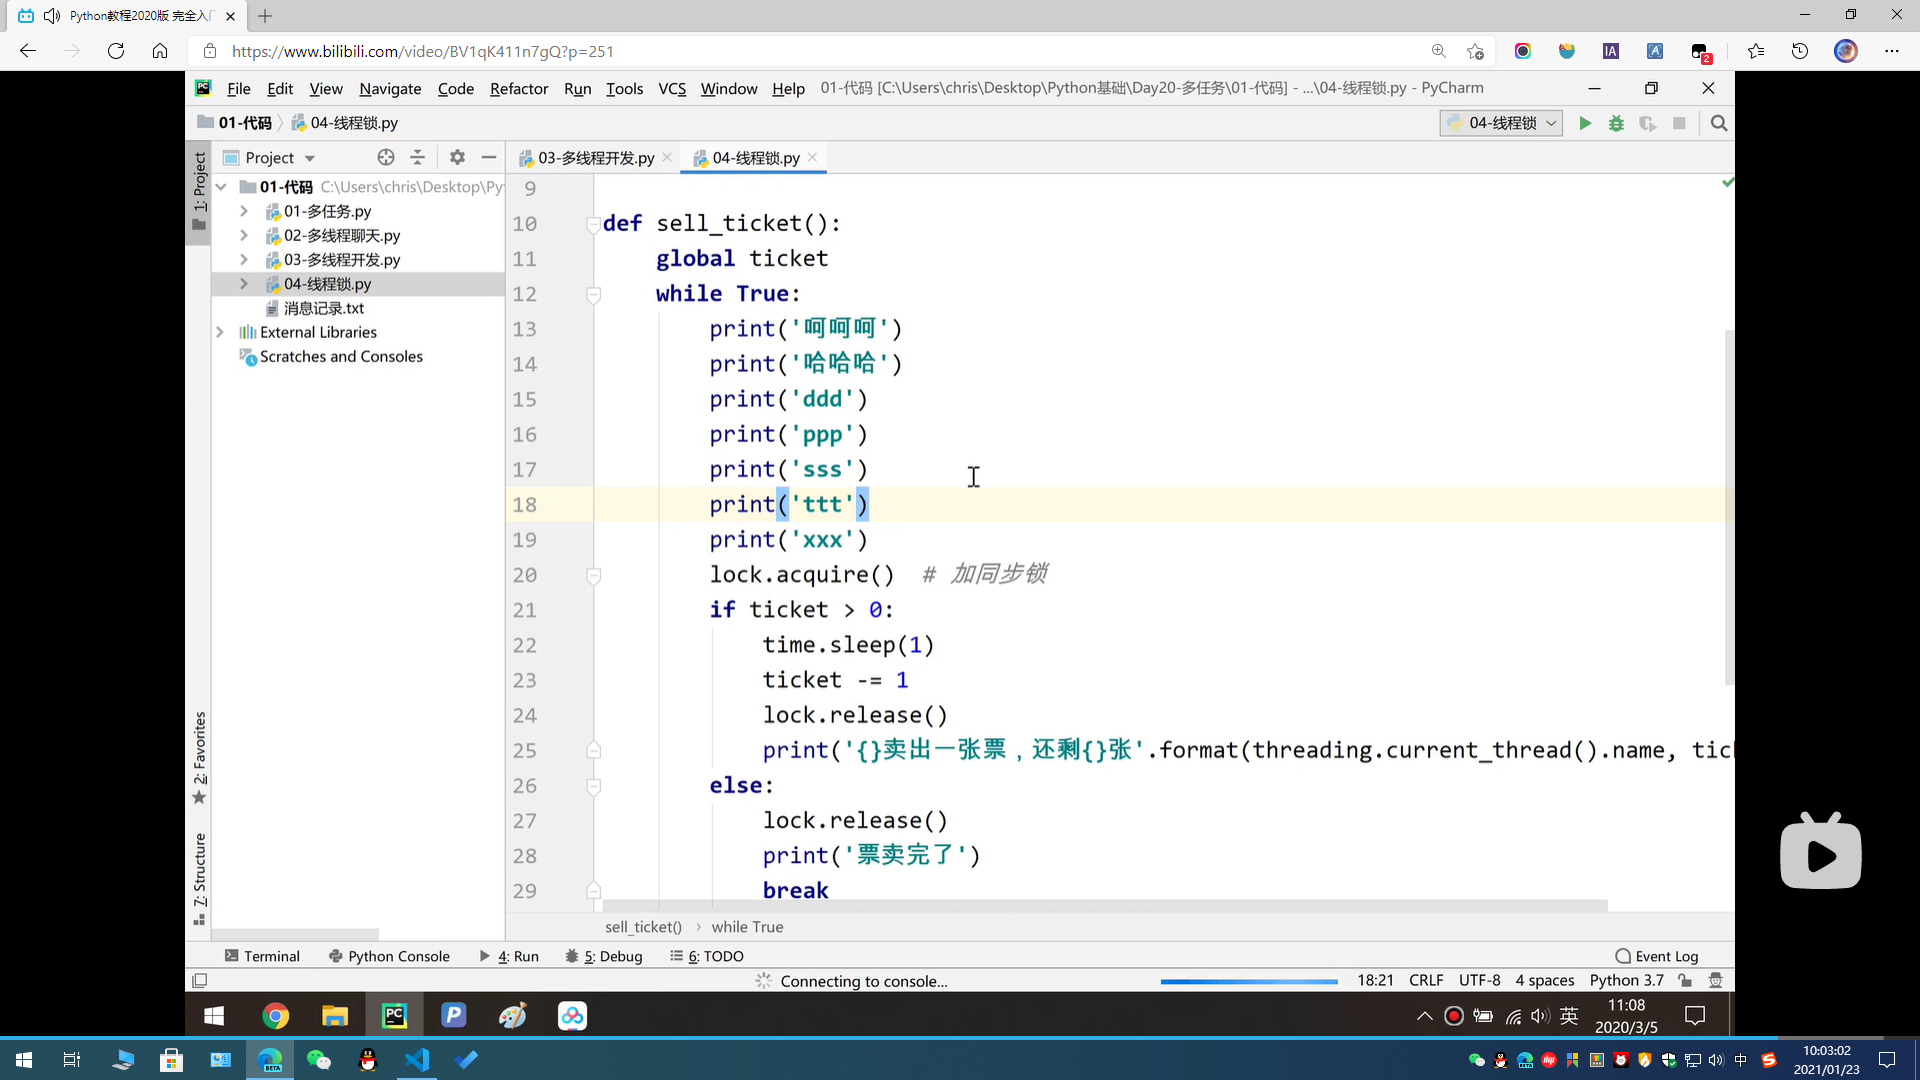 Python教程2020版 完全入门
https://www.bilibili.com/video/BV1qK411n7gQ?p=251
IA
A
2
PC
File Edit View Navigate Code Refactor Run Tools VCS Window Help 01-代码 [C:\Users\chris\Desktop\Python基础\Day20-多任务\01-代码] - ...\04-线程锁.py - PyCharm
01-代码 04-线程锁.py
04-线程锁
Project
03-多线程开发.py
04-线程锁.py
1: Project
2: Favorites
7: Structure
01-代码 C:\Users\chris\Desktop\Py
01-多任务.py
02-多线程聊天.py
03-多线程开发.py
04-线程锁.py
消息记录.txt
External Libraries
Scratches and Consoles
9
10 def sell_ticket():
11 global ticket
12 while True:
13 print('呵呵呵')
14 print('哈哈哈')
15 print('ddd')
16 print('ppp')
17 print('sss')
18 print('ttt')
19 print('xxx')
20 lock.acquire() # 加同步锁
21 if ticket > 0:
22 time.sleep(1)
23 ticket -= 1
24 lock.release()
25 print('{}卖出一张票，还剩{}张'.format(threading.current_thread().name, tic
26 else:
27 lock.release()
28 print('票卖完了')
29 break
sell_ticket() › while True
Terminal Python Console 4: Run 5: Debug 6: TODO Event Log
Connecting to console... 18:21 CRLF UTF-8 4 spaces Python 3.7
PC
P
英
11:08
2020/3/5
BETA
中
S
10:03:02
2021/01/23